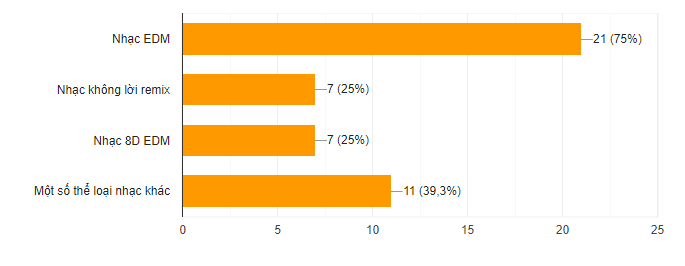 Nhạc EDM
21 (75%)
Nhạc không lời remix
7 (25%)
Nhạc 8D EDM
7 (25%)
Một số thể loại nhạc khác
11 (39,3%)
0 5 10 15 20 25